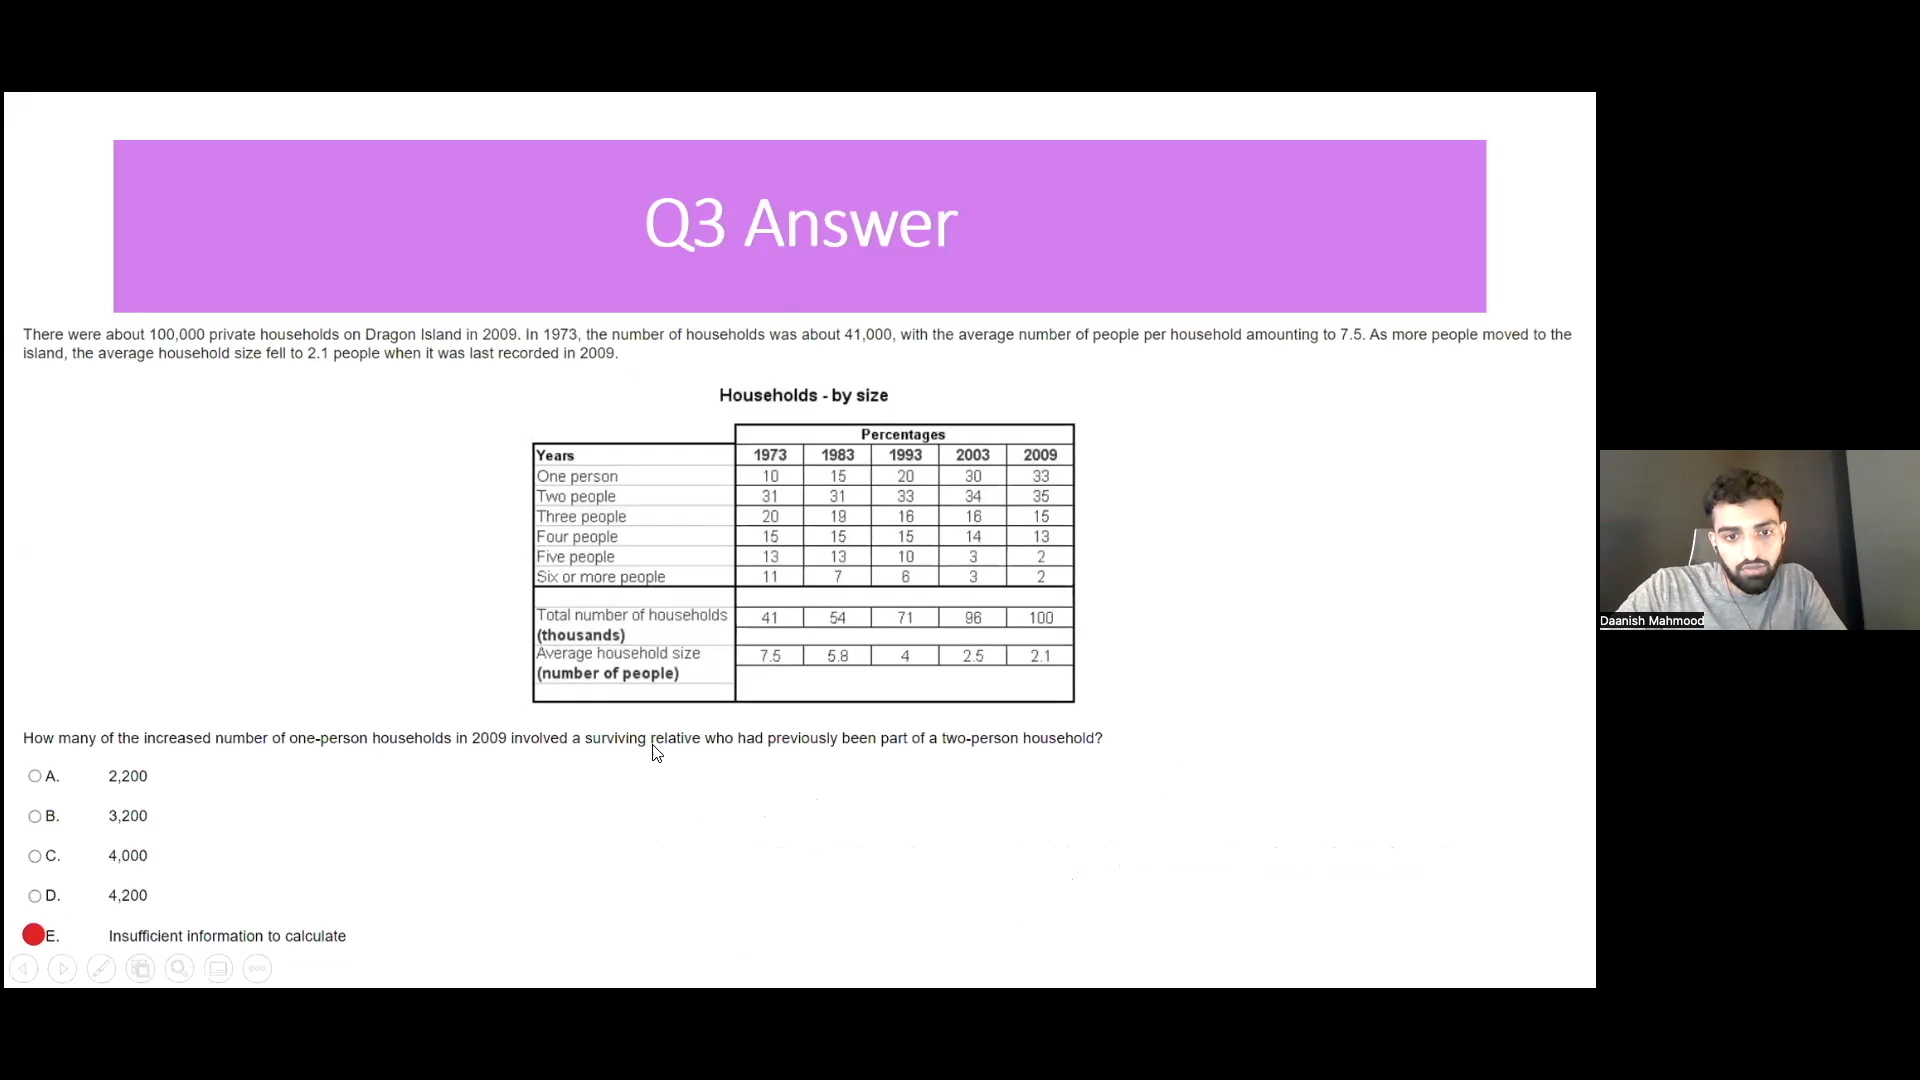 Q3 Answer
There were about 100,000 private households on Dragon Island in 2009. In 1973, the number of households was about 41,000, with the average number of people per household amounting to 7.5. As more people moved to the
island, the average household size fell to 2.1 people when it was last recorded in 2009.
Households - by size
Percentages
Years 1973 1983 1993 2003 2009
One person 10 15 20 30 33
Two people 31 31 33 34 35
Three people 20 19 16 16 15
Four people 15 15 15 14 13
Five people 13 13 10 3 2
Six or more people 11 7 6 3 2
Total number of households 41 54 71 96 100
(thousands)
Average household size 7.5 5.8 4 2.5 2.1
(number of people)
How many of the increased number of one-person households in 2009 involved a surviving relative who had previously been part of a two-person household?
A. 2,200
B. 3,200
C. 4,000
D. 4,200
E. Insufficient information to calculate
Daanish Mahmood